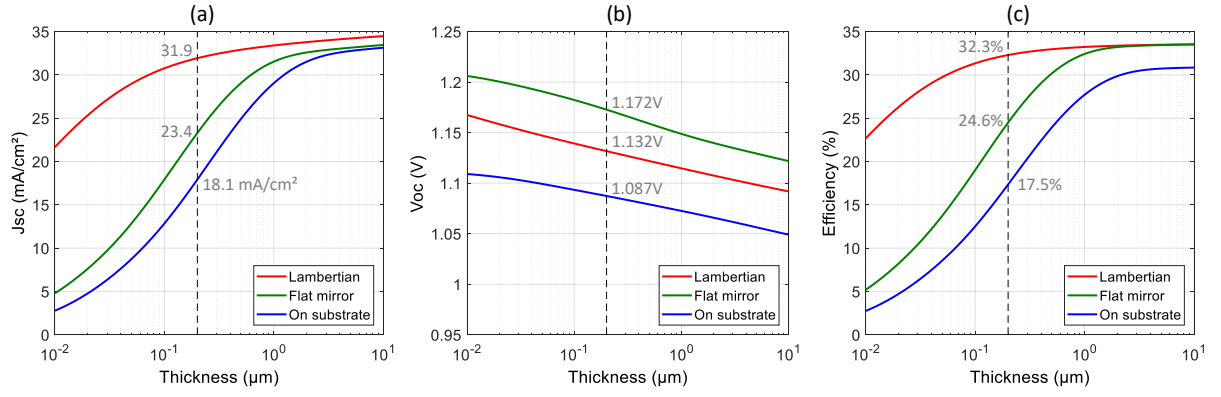 (a)
35
30
25
20
15
10
5
0
Jsc (mA/cm²)
31.9
23.4
18.1 mA/cm²
Lambertian
Flat mirror
On substrate
10⁻² 10⁻¹ 10⁰ 10¹
Thickness (µm)
(b)
1.25
1.2
1.15
1.1
1.05
1
0.95
Voc (V)
1.172V
1.132V
1.087V
Lambertian
Flat mirror
On substrate
10⁻² 10⁻¹ 10⁰ 10¹
Thickness (µm)
(c)
35
30
25
20
15
10
5
0
Efficiency (%)
32.3%
24.6%
17.5%
Lambertian
Flat mirror
On substrate
10⁻² 10⁻¹ 10⁰ 10¹
Thickness (µm)